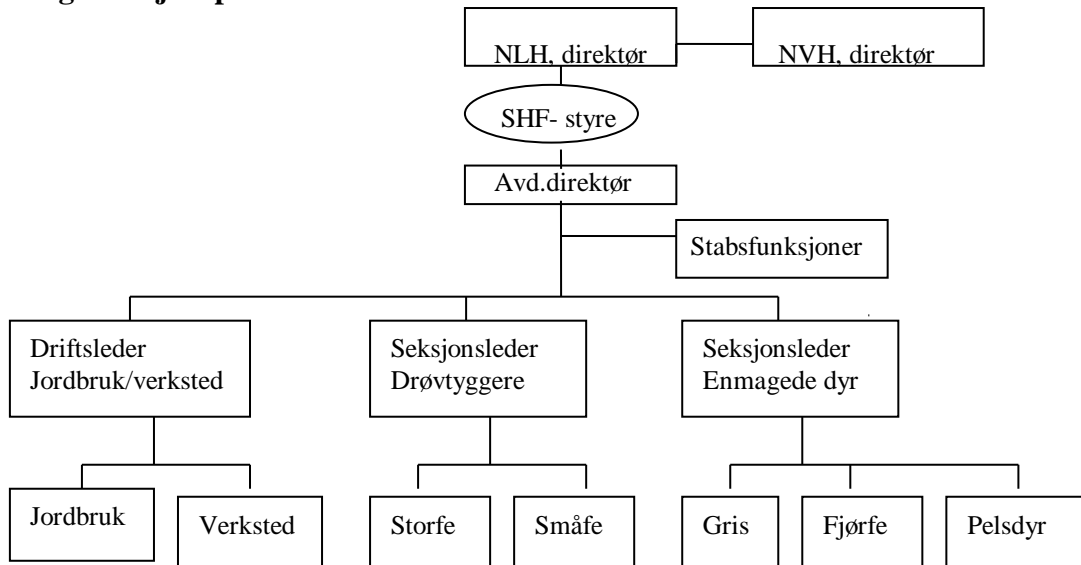 NLH, direktør
NVH, direktør
SHF- styre
Avd.direktør
Stabsfunksjoner
Driftsleder
Jordbruk/verksted
Seksjonsleder
Drøvtyggere
Seksjonsleder
Enmagede dyr
Jordbruk
Verksted
Storfe
Småfe
Gris
Fjørfe
Pelsdyr